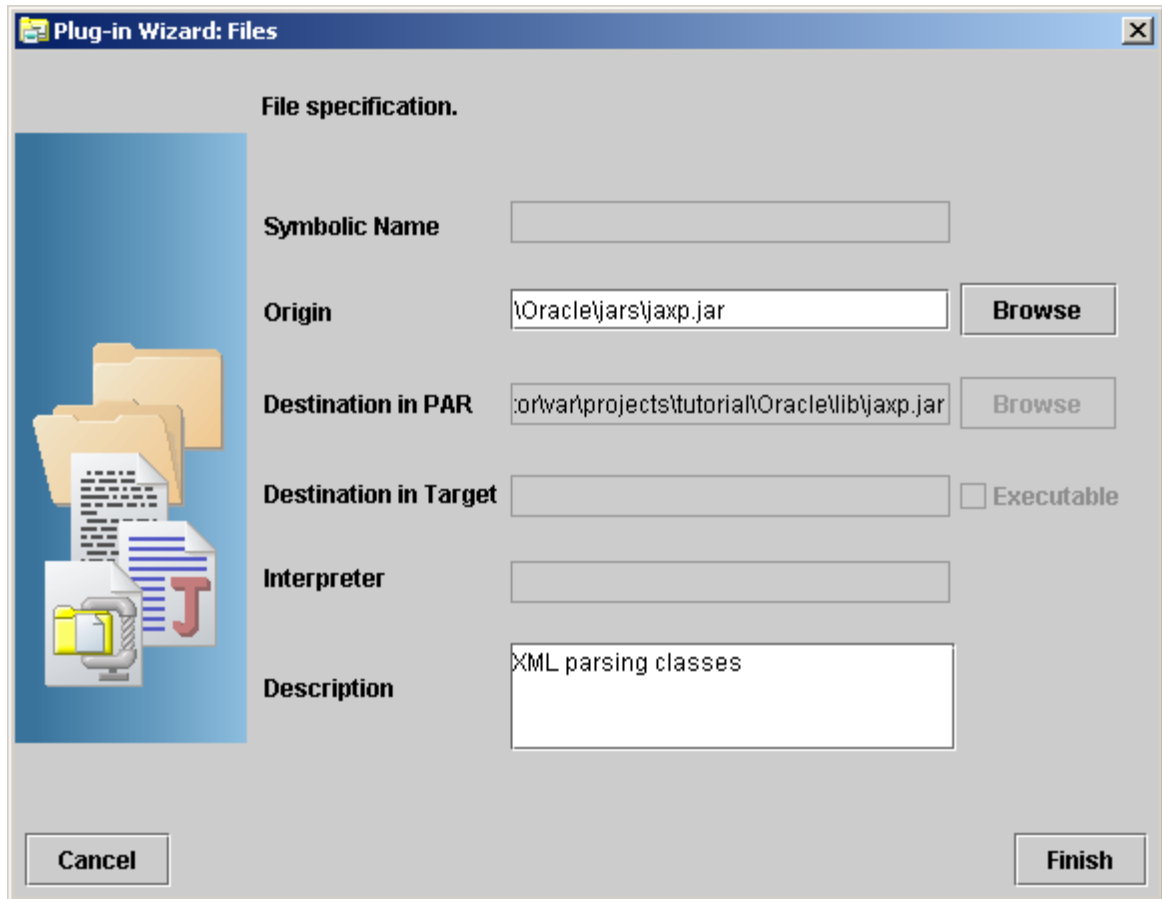 Plug-in Wizard: Files
File specification.
Symbolic Name
Origin \Oracle\jars\jaxp.jar Browse
Destination in PAR :or\var\projects\tutorial\Oracle\lib\jaxp.jar Browse
Destination in Target Executable
Interpreter
Description XML parsing classes
J
Cancel Finish